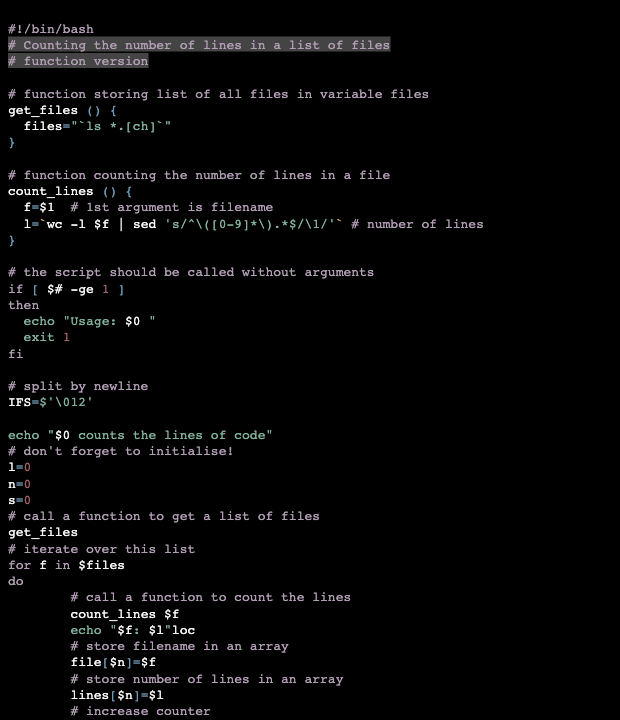 #!/bin/bash
# Counting the number of lines in a list of files
# function version
# function storing list of all files in variable files
get_files () {
files="`ls *.[ch]`"
}
# function counting the number of lines in a file
count_lines () {
f=$1 # 1st argument is filename
l=`wc -l $f | sed 's/^\([0-9]*\).*$/\1/'` # number of lines
}
# the script should be called without arguments
if [ $# -ge 1 ]
then
echo "Usage: $0 "
exit 1
fi
# split by newline
IFS=$'\012'
echo "$0 counts the lines of code"
# don't forget to initialise!
l=0
n=0
s=0
# call a function to get a list of files
get_files
# iterate over this list
for f in $files
do
# call a function to count the lines
count_lines $f
echo "$f: $l"loc
# store filename in an array
file[$n]=$f
# store number of lines in an array
lines[$n]=$l
# increase counter